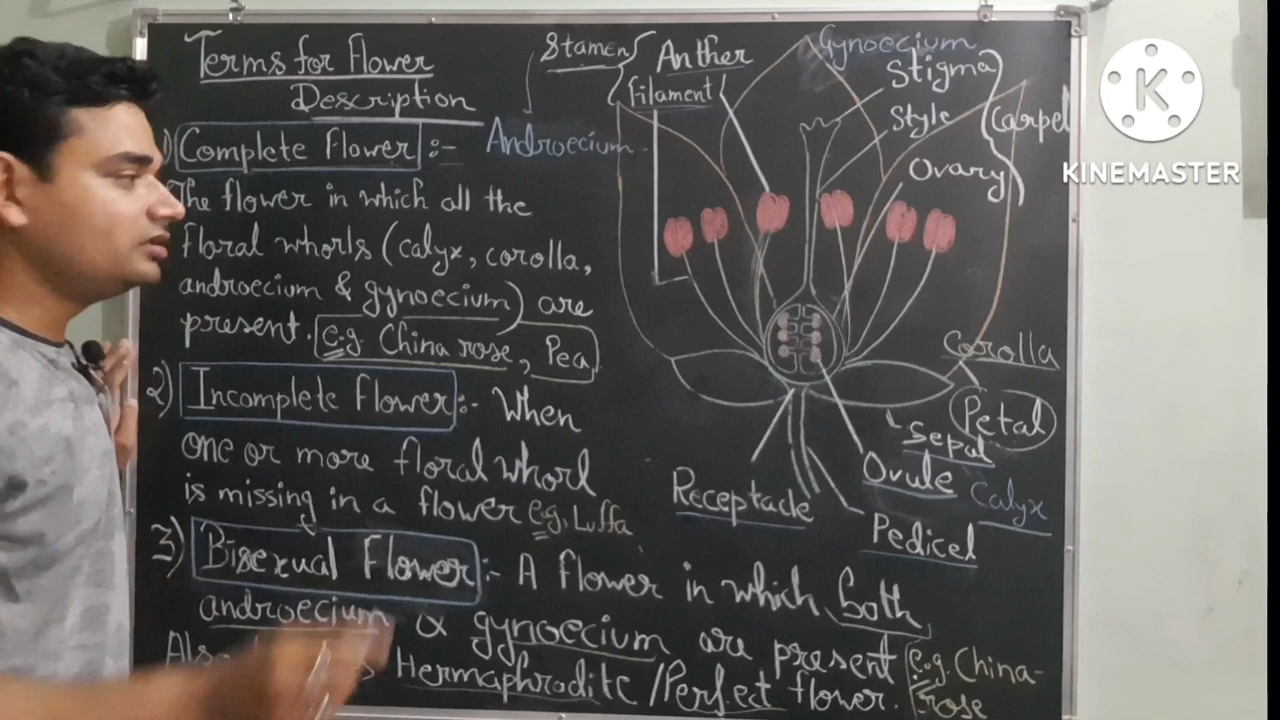 Terms for Flower
Description
1) Complete Flower :-
The flower in which all the
floral whorls (calyx, corolla,
androecium & gynoecium) are
present. e.g. China rose, Pea
2) Incomplete Flower :- When
one or more floral whorl
is missing in a flower e.g. Luffa
3) Bisexual Flower :- A flower in which both
androecium & gynoecium are present e.g. China-
rose
Also Hermaphrodite / Perfect flower.
Stamen
Anther
Filament
Androecium
Gynoecium
Stigma
Style
Ovary
Carpel
Corolla
Petal
Sepal
Calyx
Ovule
Receptacle
Pedicel
K
KINEMASTER